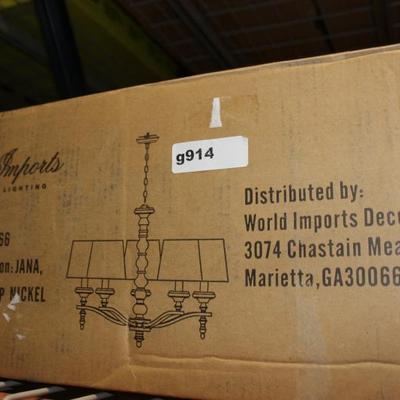 Imports
LIGHTING
g914
66
on: JANA,
P NICKEL
Distributed by:
World Imports Deco
3074 Chastain Mea
Marietta, GA30066